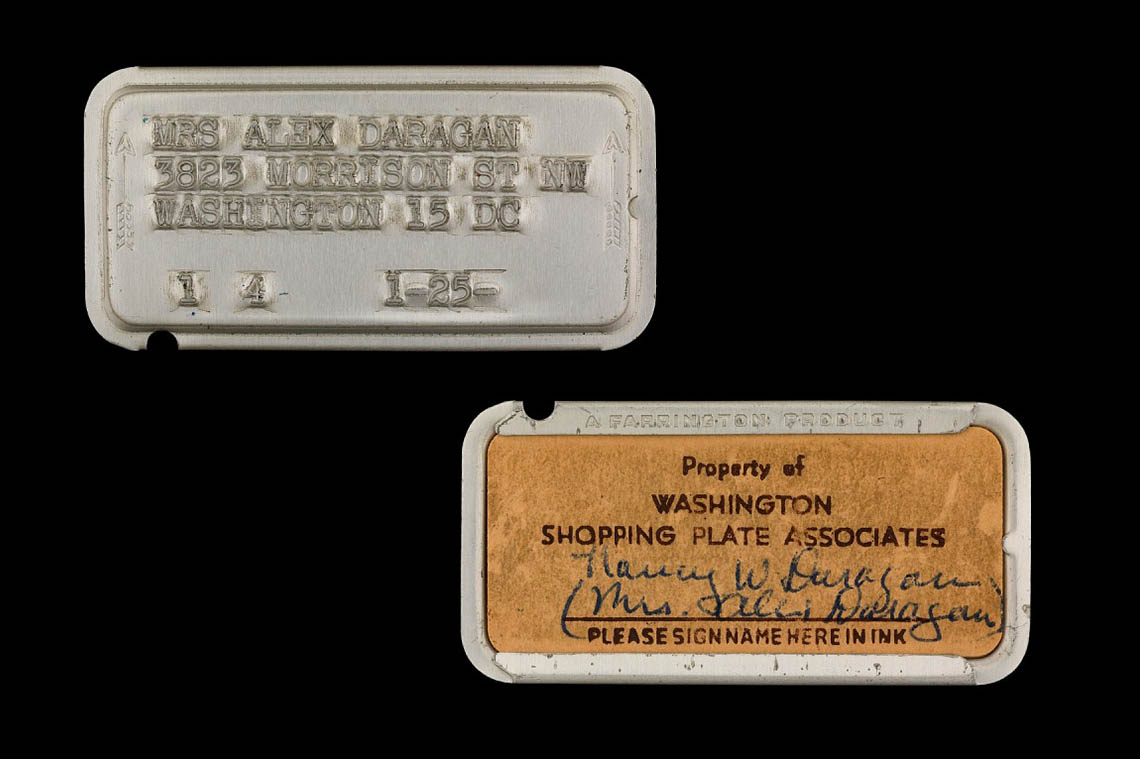 MRS ALEX DARAGAN
3823 MORRISON ST NW
WASHINGTON 15 DC
1 4 1-25-
A FARRINGTON PRODUCT
Property of
WASHINGTON
SHOPPING PLATE ASSOCIATES
Nancy W Daragan
(Mrs. Alex Daragan)
PLEASE SIGN NAME HERE IN INK